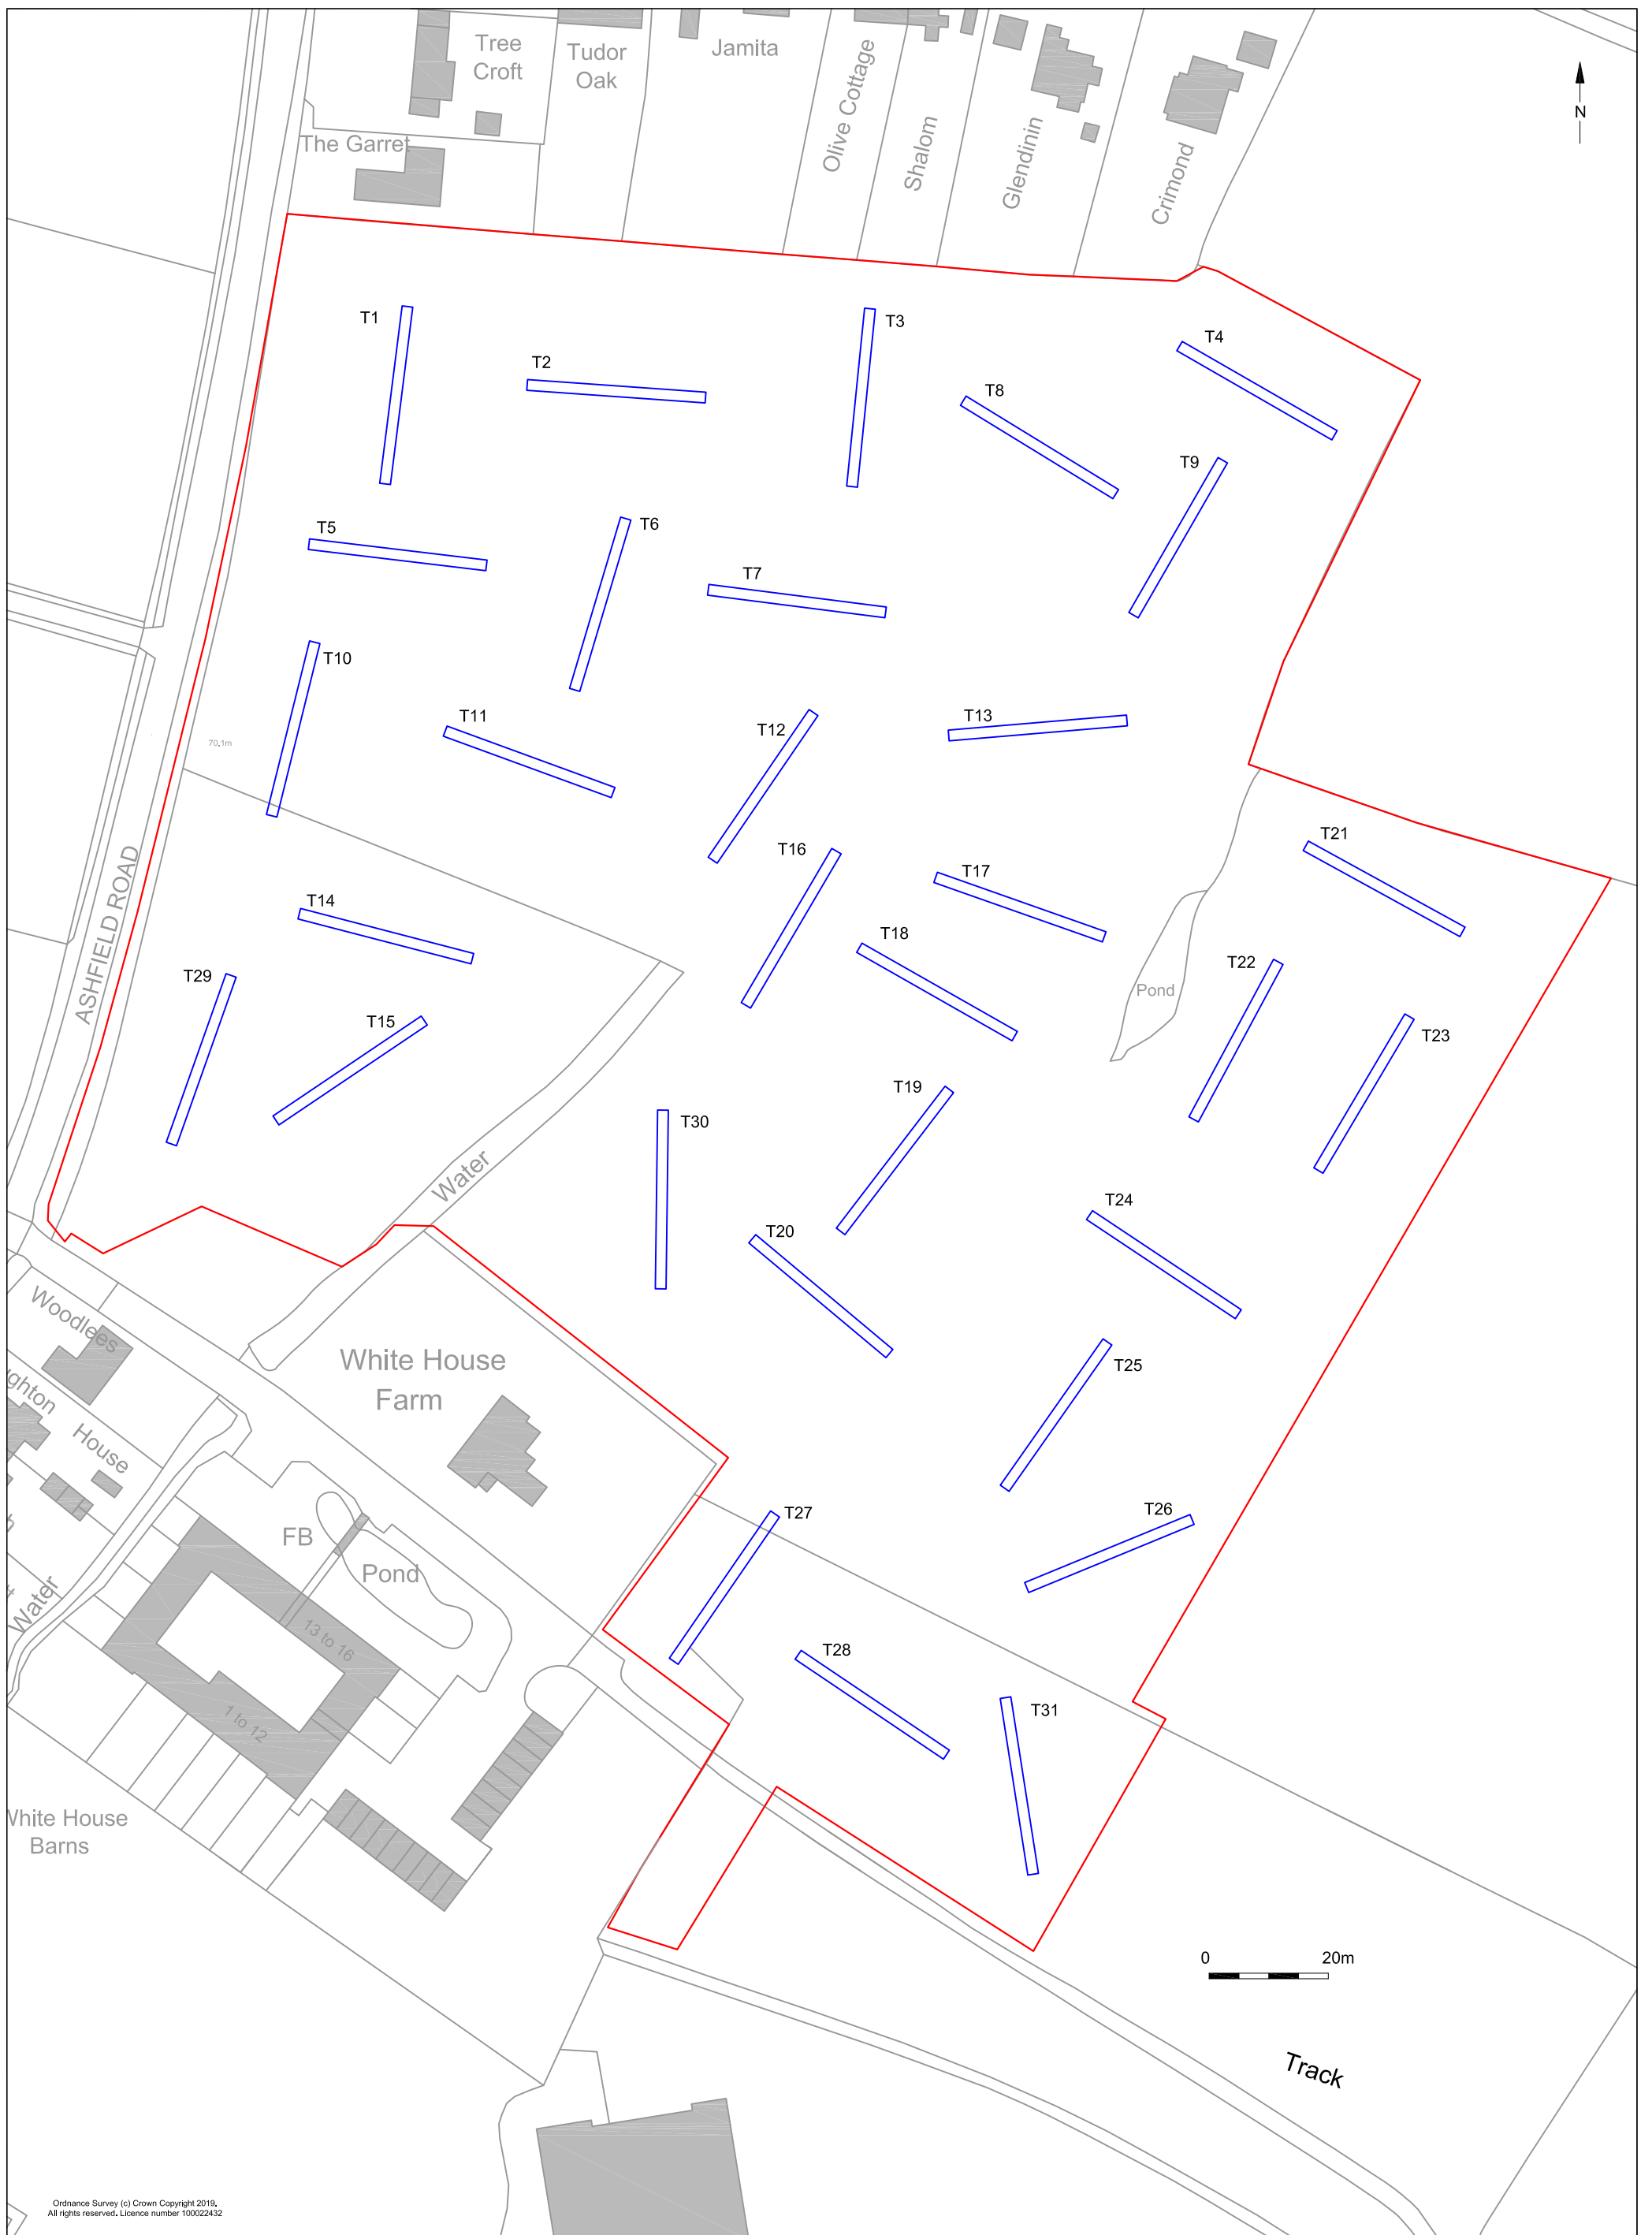 Tree
Croft
Tudor
Oak
Jamita
Olive Cottage
Shalom
Glendinin
Crimond
N
The Garret
T1
T2
T3
T4
T8
T9
T5
T6
T7
T10
T11
T12
T13
70.1m
T16
T17
T21
ASHFIELD ROAD
T14
T18
T29
T15
Pond
T22
T23
T19
T30
Water
T24
T20
Woodlees
White House
Farm
T25
ghton
House
T27
T26
FB
Pond
Water
13 to 16
T28
1 to 12
T31
White House
Barns
0 20m
Track
Ordnance Survey (c) Crown Copyright 2019.
All rights reserved. Licence number 100022432